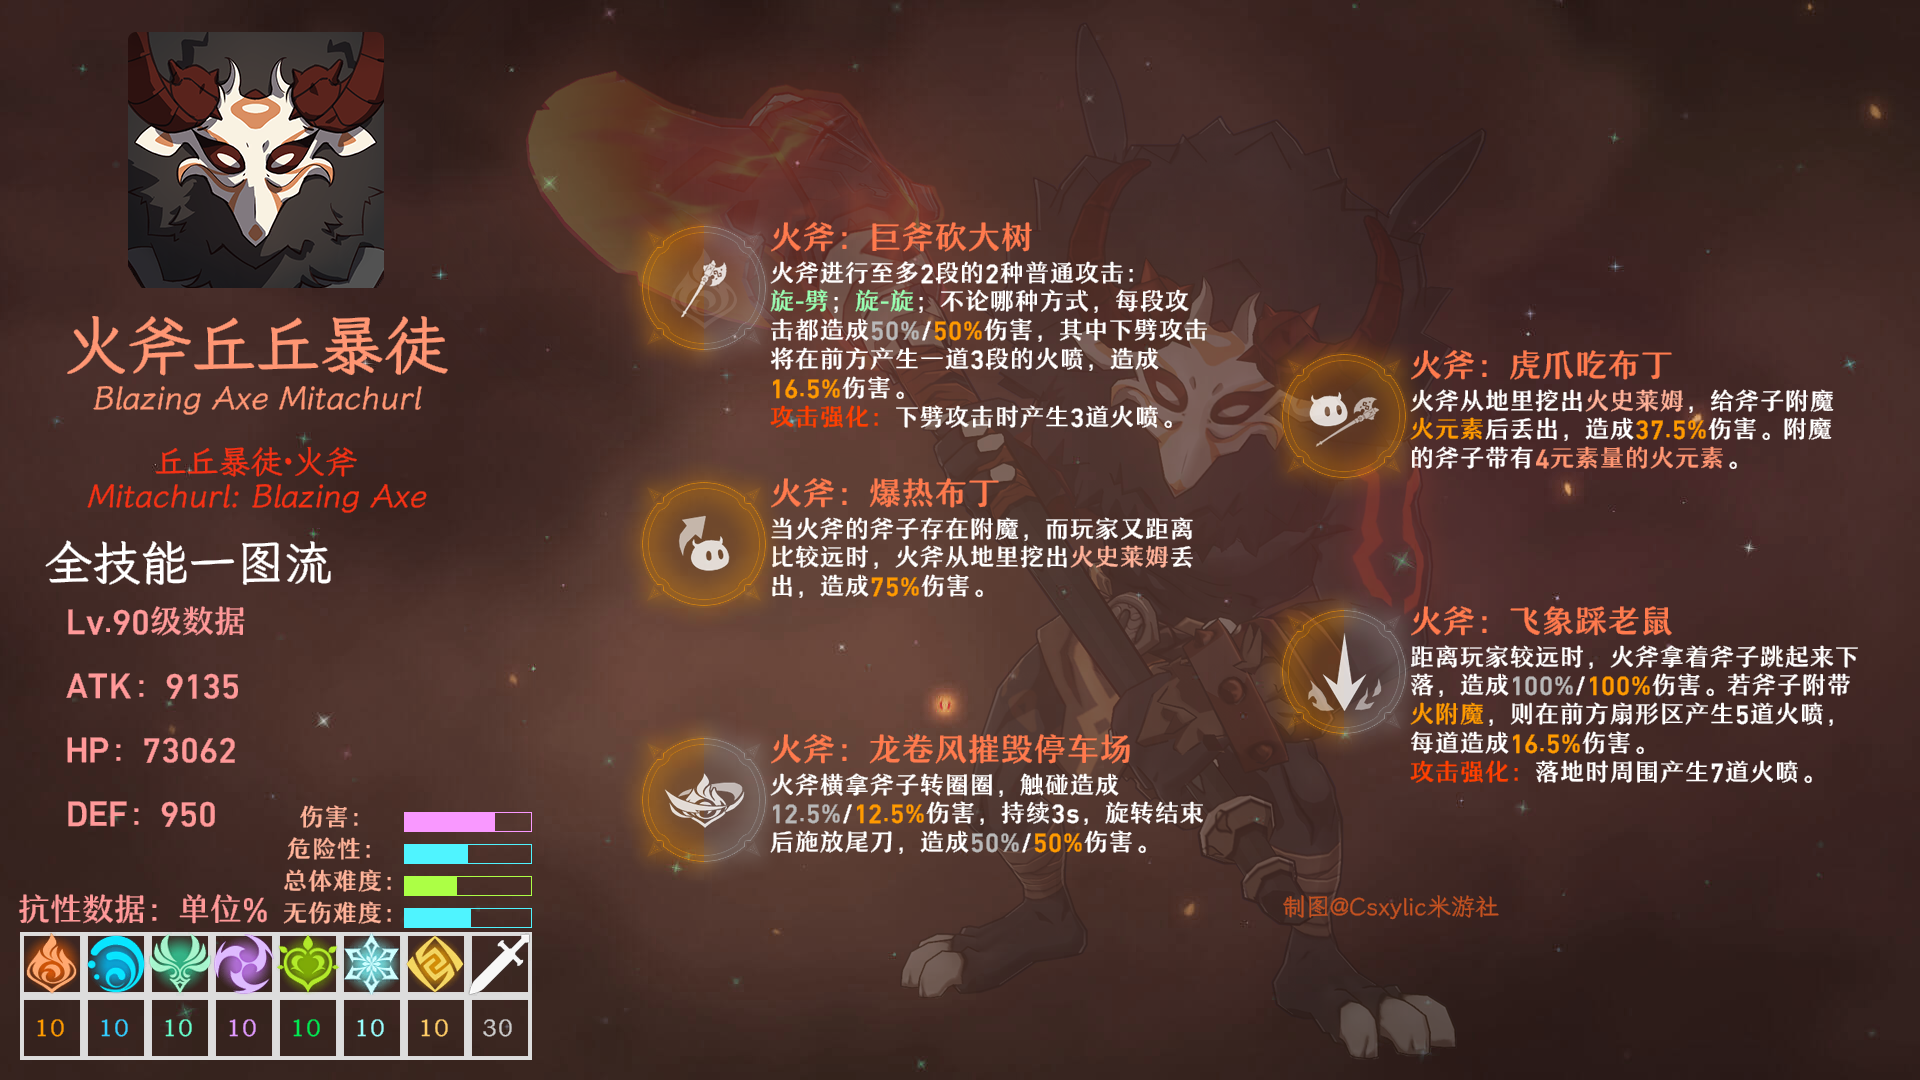 火斧丘丘暴徒
Blazing Axe Mitachurl
丘丘暴徒•火斧
Mitachurl: Blazing Axe
全技能一图流
Lv.90级数据
ATK：9135
HP：73062
DEF：950
伤害：
危险性：
总体难度：
无伤难度：
抗性数据：单位%
10 10 10 10 10 10 10 30
火斧：巨斧砍大树
火斧进行至多2段的2种普通攻击：
旋-劈；旋-旋；不论哪种方式，每段攻
击都造成50%/50%伤害，其中下劈攻击
将在前方产生一道3段的火喷，造成
16.5%伤害。
攻击强化：下劈攻击时产生3道火喷。
火斧：爆热布丁
当火斧的斧子存在附魔，而玩家又距离
比较远时，火斧从地里挖出火史莱姆丢
出，造成75%伤害。
火斧：龙卷风摧毁停车场
火斧横拿斧子转圈圈，触碰造成
12.5%/12.5%伤害，持续3s，旋转结束
后施放尾刀，造成50%/50%伤害。
火斧：虎爪吃布丁
火斧从地里挖出火史莱姆，给斧子附魔
火元素后丢出，造成37.5%伤害。附魔
的斧子带有4元素量的火元素。
火斧：飞象踩老鼠
距离玩家较远时，火斧拿着斧子跳起来下
落，造成100%/100%伤害。若斧子附带
火附魔，则在前方扇形区产生5道火喷，
每道造成16.5%伤害。
攻击强化：落地时周围产生7道火喷。
制图@Csxylic米游社